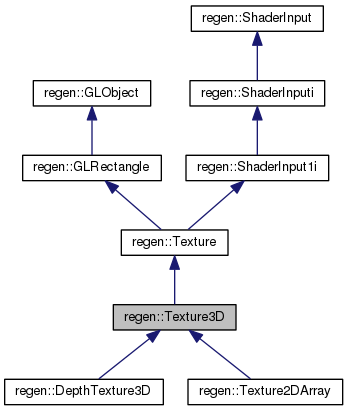 regen::ShaderInput
regen::GLObject
regen::ShaderInputi
regen::GLRectangle
regen::ShaderInput1i
regen::Texture
regen::Texture3D
regen::DepthTexture3D
regen::Texture2DArray